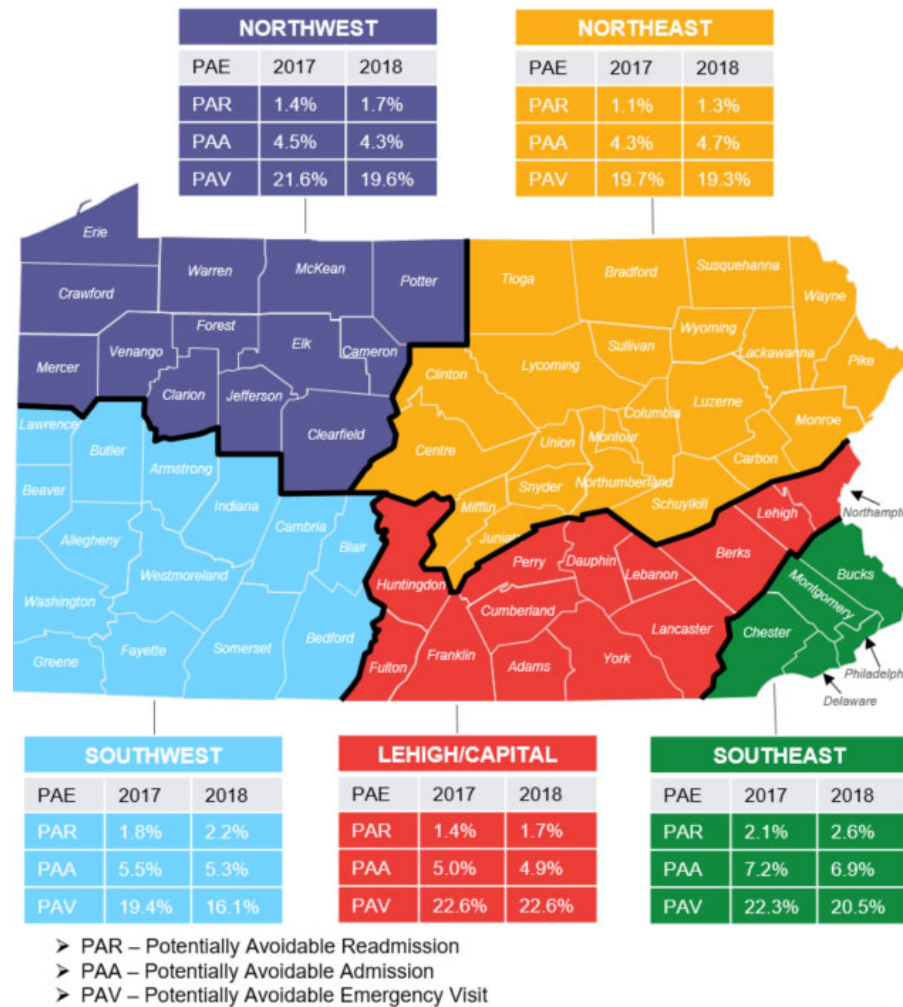 NORTHWEST
PAE 2017 2018
PAR 1.4% 1.7%
PAA 4.5% 4.3%
PAV 21.6% 19.6%
NORTHEAST
PAE 2017 2018
PAR 1.1% 1.3%
PAA 4.3% 4.7%
PAV 19.7% 19.3%
Erie
Warren
McKean
Potter
Crawford
Forest
Elk
Cameron
Venango
Mercer
Clarion
Jefferson
Clearfield
Tioga
Bradford
Susquehanna
Wayne
Wyoming
Sullivan
Lackawanna
Pike
Lycoming
Clinton
Luzerne
Columbia
Monroe
Montour
Union
Centre
Carbon
Northumberland
Snyder
Schuylkill
Mifflin
Juniata
Lawrence
Butler
Armstrong
Beaver
Indiana
Cambria
Allegheny
Blair
Westmoreland
Washington
Bedford
Somerset
Fayette
Greene
Huntingdon
Perry
Dauphin
Lebanon
Berks
Lehigh
Northampt
Cumberland
Lancaster
York
Adams
Franklin
Fulton
Bucks
Montgomery
Chester
Philadelph
Delaware
SOUTHWEST
PAE 2017 2018
PAR 1.8% 2.2%
PAA 5.5% 5.3%
PAV 19.4% 16.1%
LEHIGH/CAPITAL
PAE 2017 2018
PAR 1.4% 1.7%
PAA 5.0% 4.9%
PAV 22.6% 22.6%
SOUTHEAST
PAE 2017 2018
PAR 2.1% 2.6%
PAA 7.2% 6.9%
PAV 22.3% 20.5%
➢ PAR – Potentially Avoidable Readmission
➢ PAA – Potentially Avoidable Admission
➢ PAV – Potentially Avoidable Emergency Visit